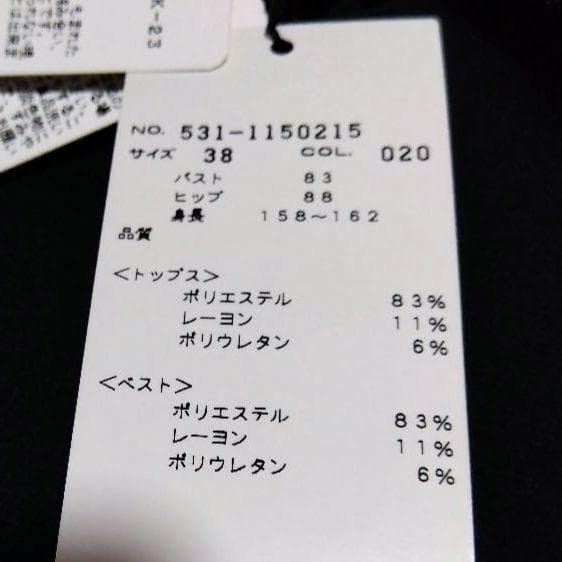 K-23
NO. 531-1150215
サイズ 38 COL. 020
バスト 83
ヒップ 88
身長 158～162
品質
＜トップス＞
ポリエステル 83%
レーヨン 11%
ポリウレタン 6%
＜ベスト＞
ポリエステル 83%
レーヨン 11%
ポリウレタン 6%